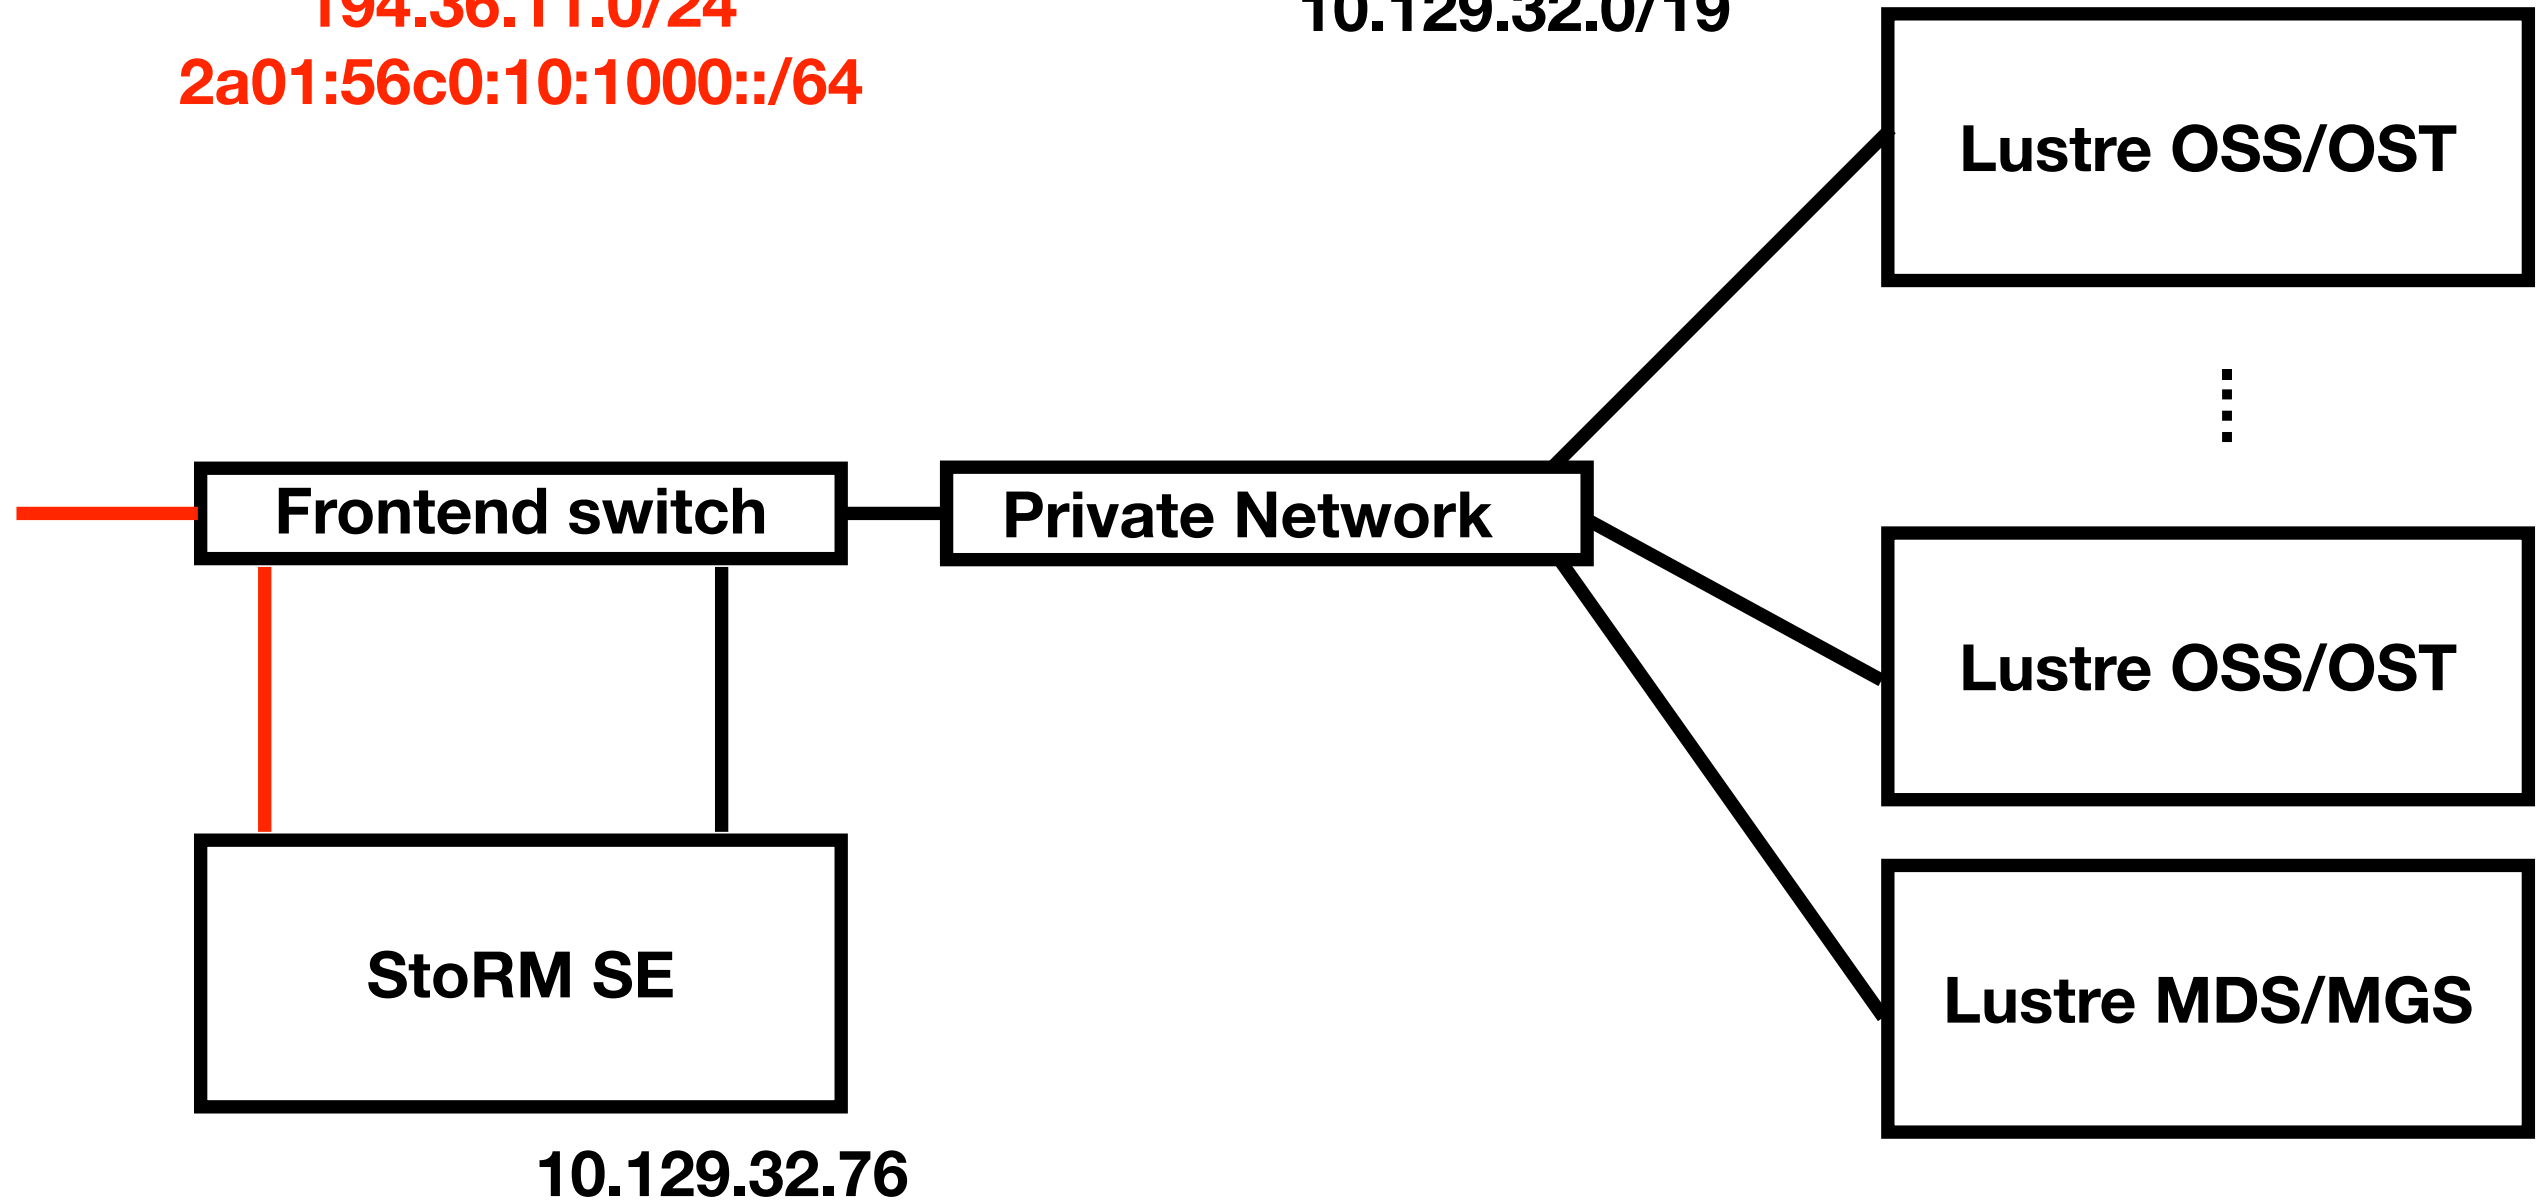 194.36.11.0/24
2a01:56c0:10:1000::/64
10.129.32.0/19
Lustre OSS/OST
Frontend switch
Private Network
Lustre OSS/OST
StoRM SE
Lustre MDS/MGS
10.129.32.76